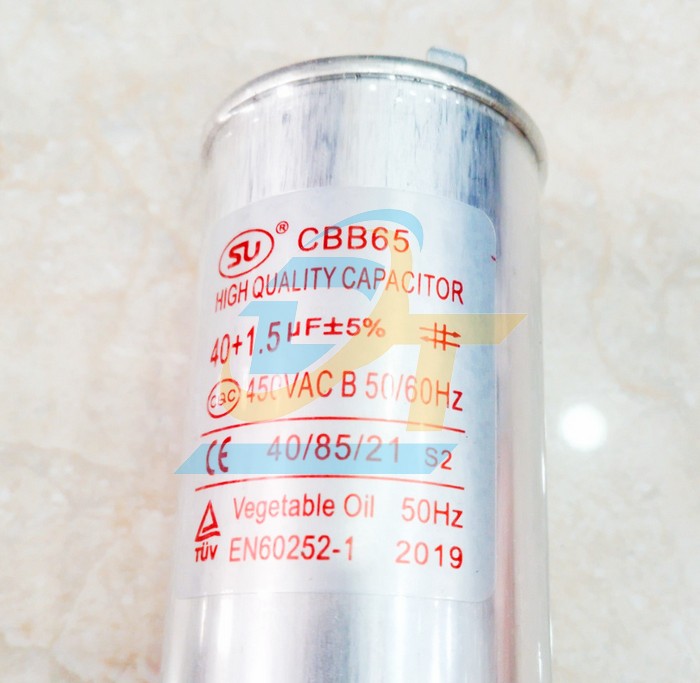 SU® CBB65
HIGH QUALITY CAPACITOR
40+1.5μF±5%
CQC 450VAC B 50/60Hz
CE 40/85/21 S2
Vegetable Oil 50Hz
TÜV EN60252-1 2019